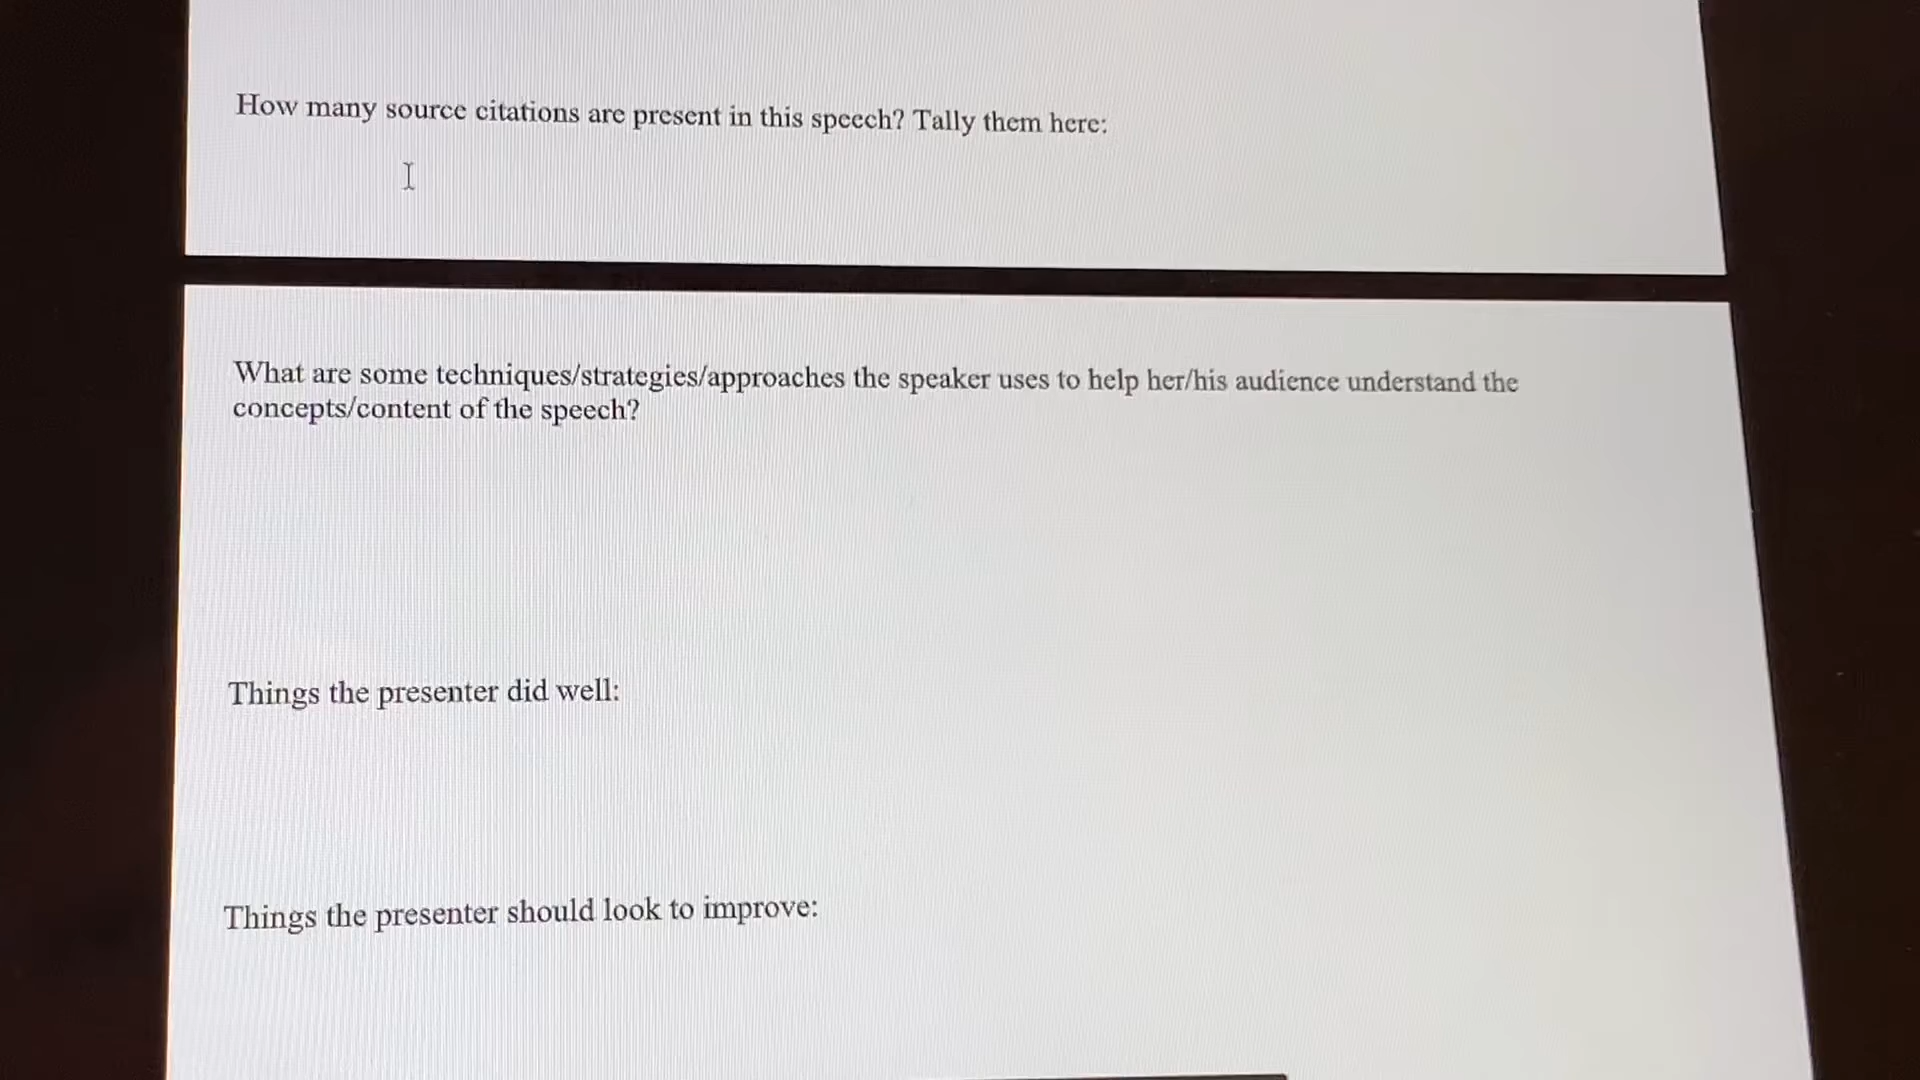 How many source citations are present in this speech? Tally them here:
What are some techniques/strategies/approaches the speaker uses to help her/his audience understand the
concepts/content of the speech?
Things the presenter did well:
Things the presenter should look to improve: